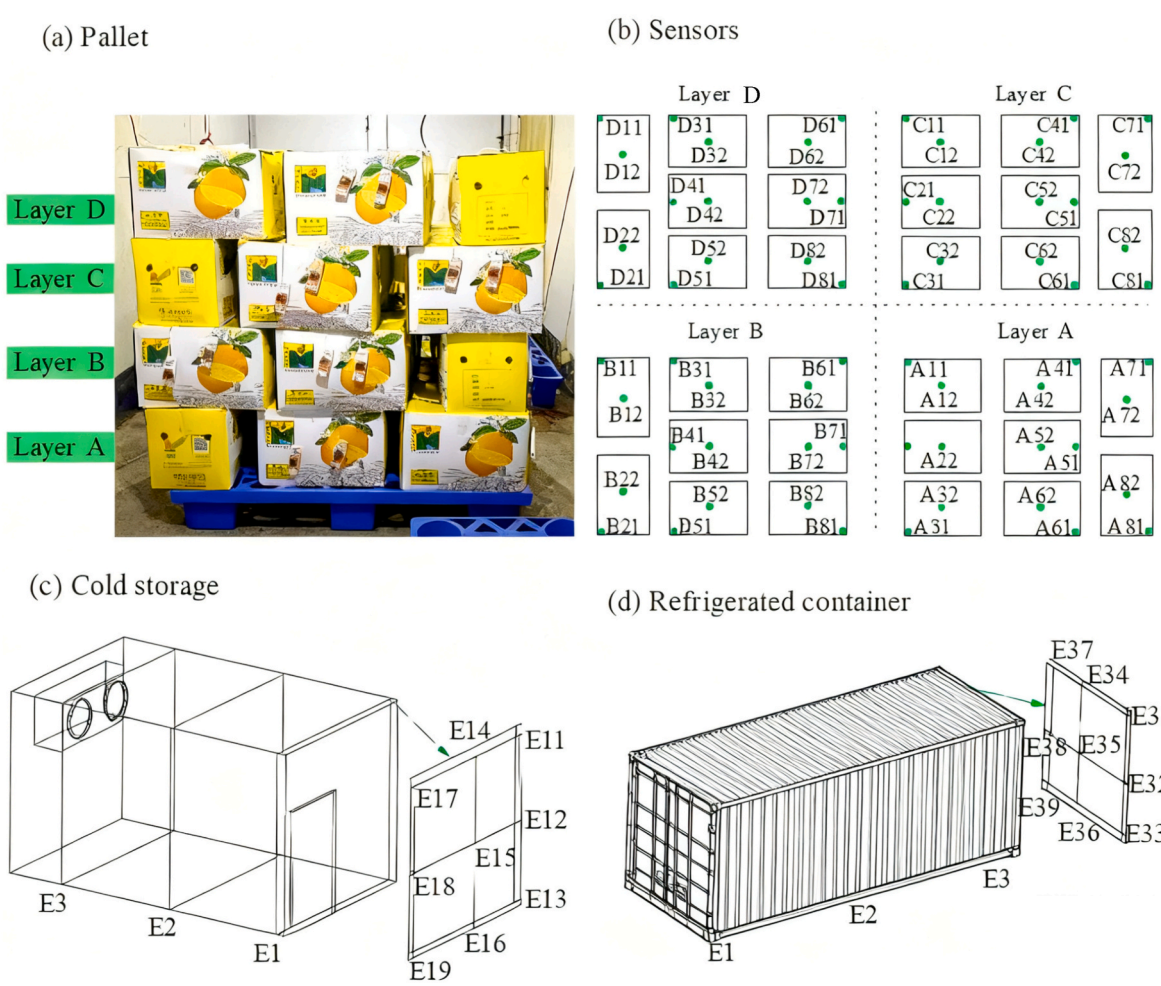 (a) Pallet
Layer D
Layer C
Layer B
Layer A
(b) Sensors
Layer D
D11
D12
D22
D21
D31
D32
D41
D42
D52
D51
D61
D62
D72
D71
D82
D81
Layer C
C11
C12
C21
C22
C32
C31
C41
C42
C52
C51
C62
C61
C71
C72
C82
C81
Layer B
B11
B12
B22
B21
B31
B32
B41
B42
B52
B61
B62
B71
B72
B82
B81
Layer A
A11
A12
A22
A32
A31
A41
A42
A52
A51
A62
A61
A71
A72
A82
A81
(c) Cold storage
E3
E2
E1
E14
E11
E17
E12
E15
E18
E13
E16
E19
(d) Refrigerated container
E1
E2
E3
E37
E34
E38
E35
E32
E39
E36
E33